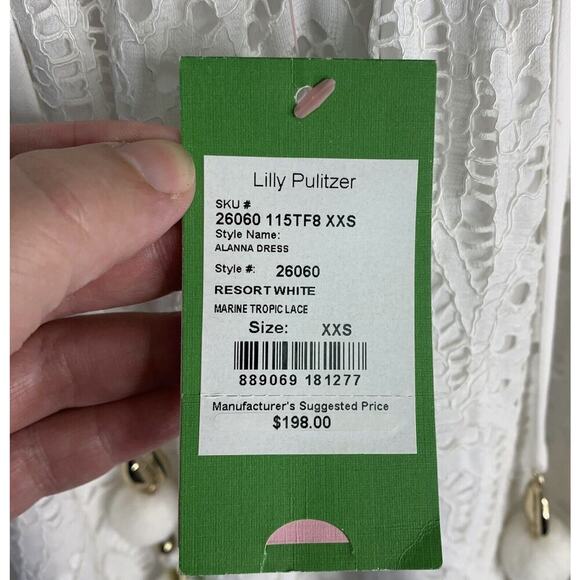 Lilly Pulitzer
SKU #
26060 115TF8 XXS
Style Name:
ALANNA DRESS
Style #: 26060
RESORT WHITE
MARINE TROPIC LACE
Size: XXS
889069 181277
Manufacturer's Suggested Price
$198.00